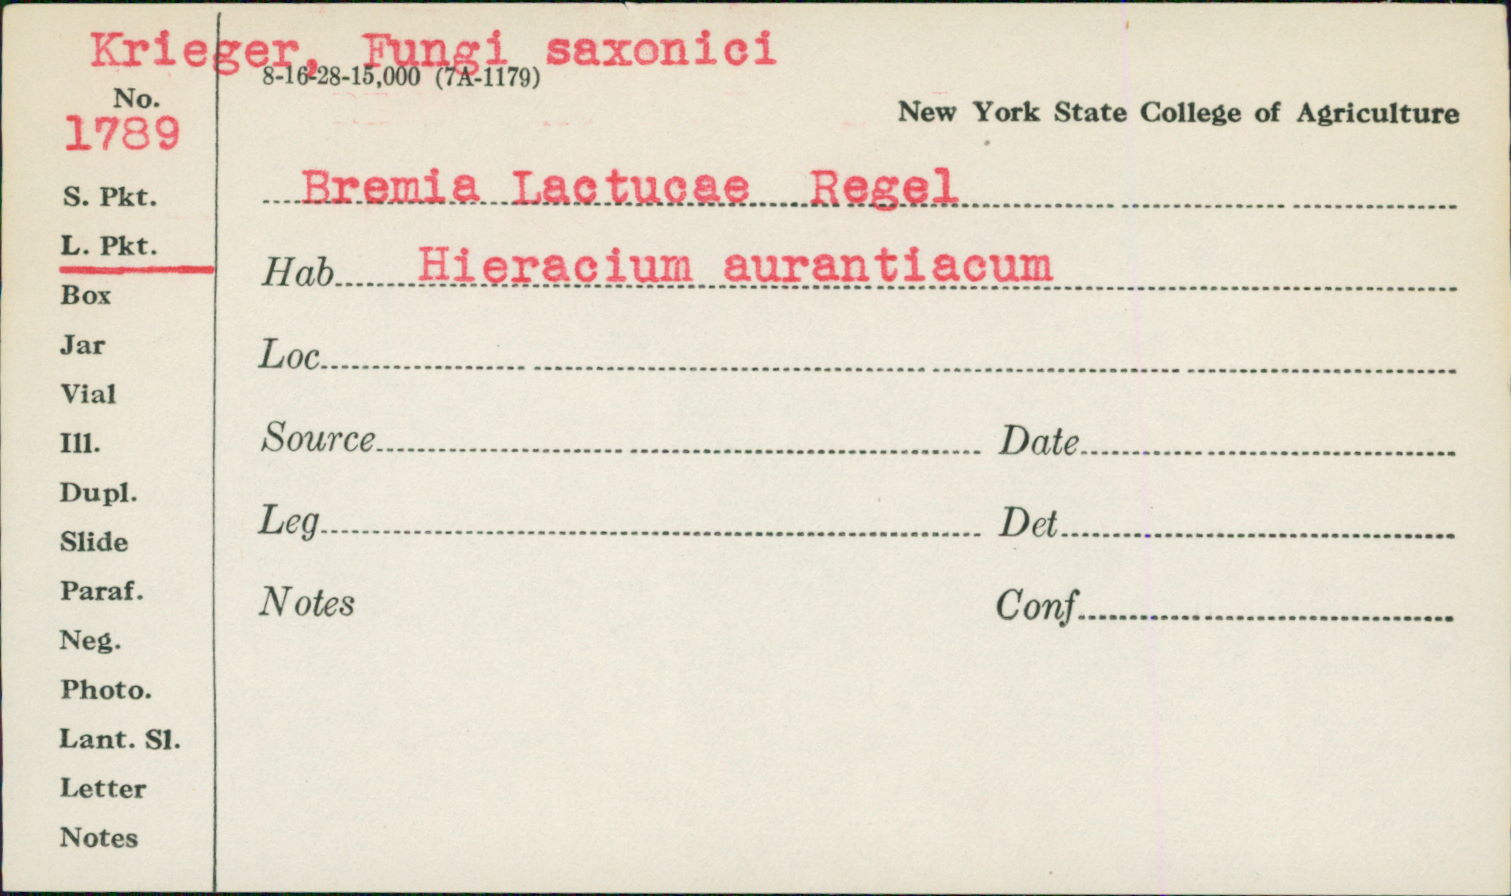 Krieger, Fungi saxonici
8-16-28-15,000 (7A-1179)
No.
1789
New York State College of Agriculture
S. Pkt.
Bremia Lactucae Regel
L. Pkt.
Hab. Hieracium aurantiacum
Box
Jar
Loc.
Vial
Ill.
Source
Date
Dupl.
Slide
Leg.
Det.
Paraf.
Notes
Conf.
Neg.
Photo.
Lant. Sl.
Letter
Notes